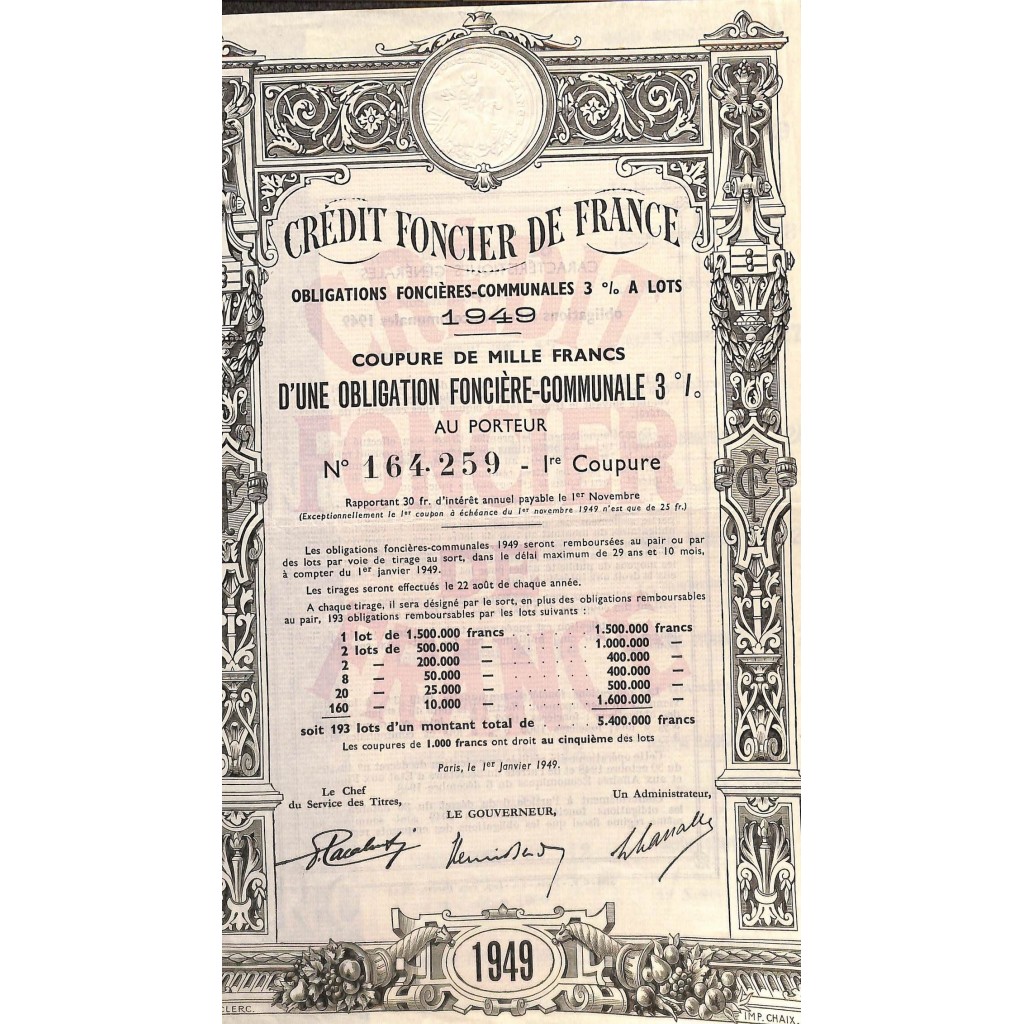 CRÉDIT FONCIER DE FRANCE
OBLIGATIONS FONCIÈRES-COMMUNALES 3 % A LOTS
1949
COUPURE DE MILLE FRANCS
D'UNE OBLIGATION FONCIÈRE-COMMUNALE 3 %
AU PORTEUR
N° 164.259 - 1re Coupure
Rapportant 30 fr. d'intérêt annuel payable le 1er Novembre
(Exceptionnellement le 1er coupon à échéance du 1er novembre 1949 n'est que de 25 fr.)
Les obligations foncières-communales 1949 seront remboursées au pair ou par
des lots par voie de tirage au sort, dans le délai maximum de 29 ans et 10 mois,
à compter du 1er janvier 1949.
Les tirages seront effectués le 22 août de chaque année.
A chaque tirage, il sera désigné par le sort, en plus des obligations remboursables
au pair, 193 obligations remboursables par les lots suivants :
1 lot de 1.500.000 francs . . . . . 1.500.000 francs
2 lots de 500.000 — . . . . . 1.000.000 —
2 — 200.000 — . . . . . 400.000 —
8 — 50.000 — . . . . . 400.000 —
20 — 25.000 — . . . . . 500.000 —
160 — 10.000 — . . . . . 1.600.000 —
soit 193 lots d'un montant total de . . . . 5.400.000 francs
Les coupures de 1.000 francs ont droit au cinquième des lots
Paris, le 1er Janvier 1949.
Le Chef
du Service des Titres,
LE GOUVERNEUR,
Un Administrateur,
1949
CLERC.
IMP. CHAIX.